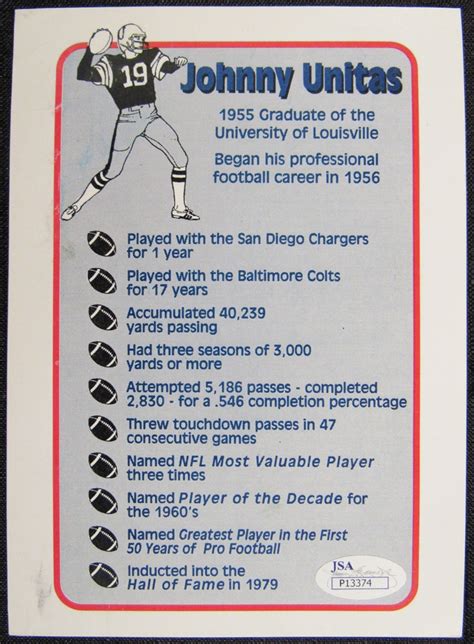 19
Johnny Unitas
1955 Graduate of the
University of Louisville
Began his professional
football career in 1956
Played with the San Diego Chargers
for 1 year
Played with the Baltimore Colts
for 17 years
Accumulated 40,239
yards passing
Had three seasons of 3,000
yards or more
Attempted 5,186 passes - completed
2,830 - for a .546 completion percentage
Threw touchdown passes in 47
consecutive games
Named NFL Most Valuable Player
three times
Named Player of the Decade for
the 1960's
Named Greatest Player in the First
50 Years of Pro Football
Inducted into the
Hall of Fame in 1979
JSA
P13374